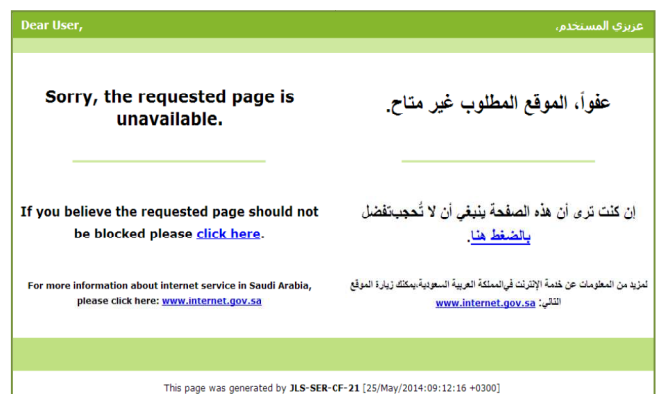 Dear User,
عزيزي المستخدم,
Sorry, the requested page is
unavailable.
عفواً، الموقع المطلوب غير متاح.
If you believe the requested page should not
be blocked please click here.
إن كنت ترى أن هذه الصفحة ينبغي أن لا تُحجبتفضل
بالضغط هنا.
For more information about internet service in Saudi Arabia,
please click here: www.internet.gov.sa
لمزيد من المعلومات عن خدمة الإنترنت فيالمملكة العربية السعودية،يمكنك زيارة الموقع
التالي: www.internet.gov.sa
This page was generated by JLS-SER-CF-21 [25/May/2014:09:12:16 +0300]